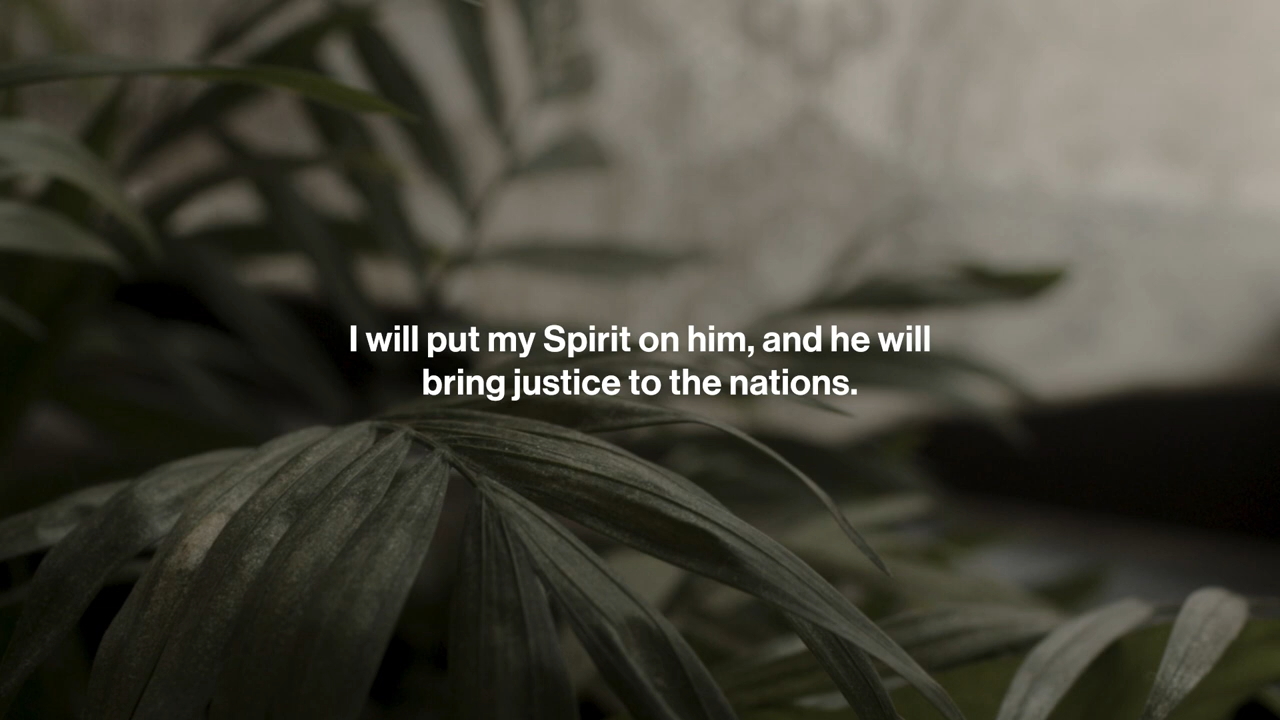 I will put my Spirit on him, and he will
bring justice to the nations.